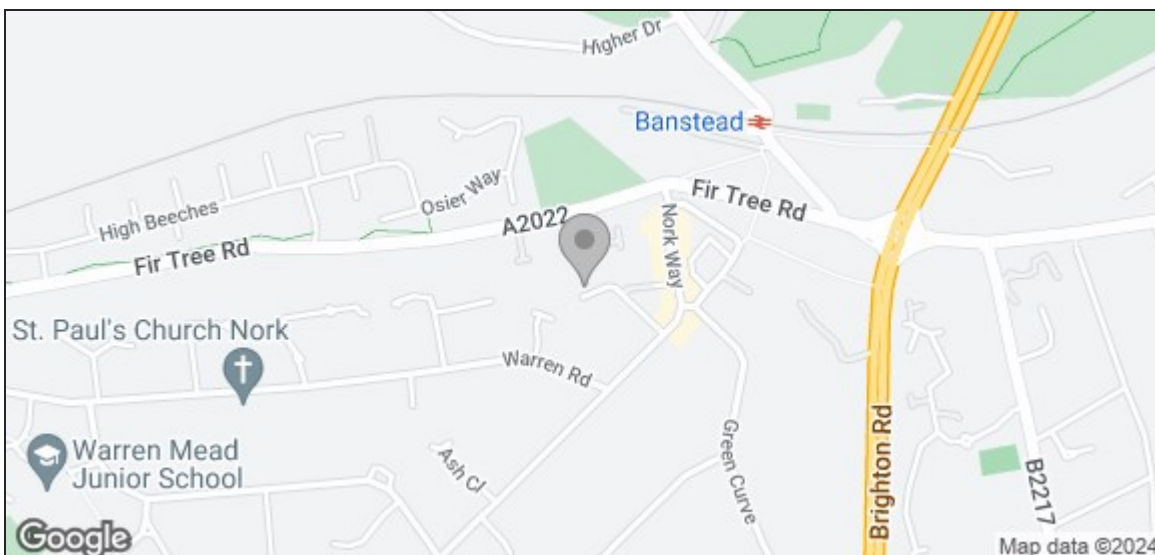 Higher Dr
Banstead
Osier Way
High Beeches
Fir Tree Rd
A2022
Fir Tree Rd
Nork Way
St. Paul's Church Nork
Warren Rd
Warren Mead
Junior School
Ash Cl
Green Curve
Brighton Rd
B2217
Google
Map data ©2024